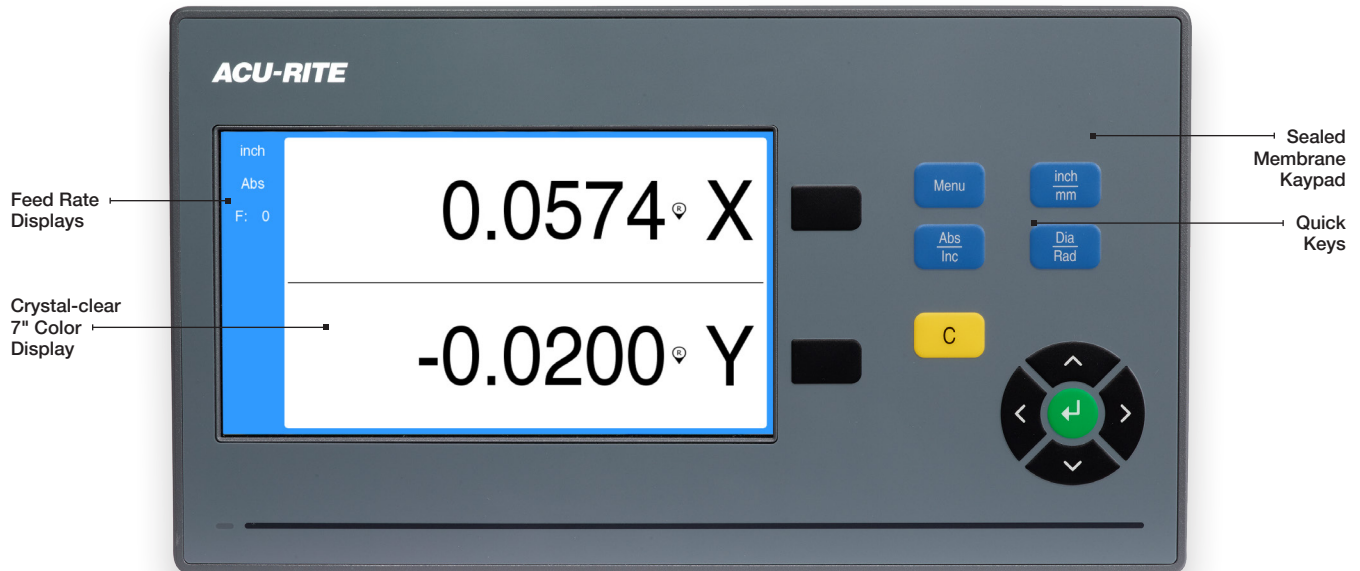 ACU-RITE
inch
Abs
F: 0
0.0574 R X
-0.0200 R Y
Menu
inch
mm
Abs
Inc
Dia
Rad
C
Feed Rate
Displays
Crystal-clear
7" Color
Display
Sealed
Membrane
Kaypad
Quick
Keys